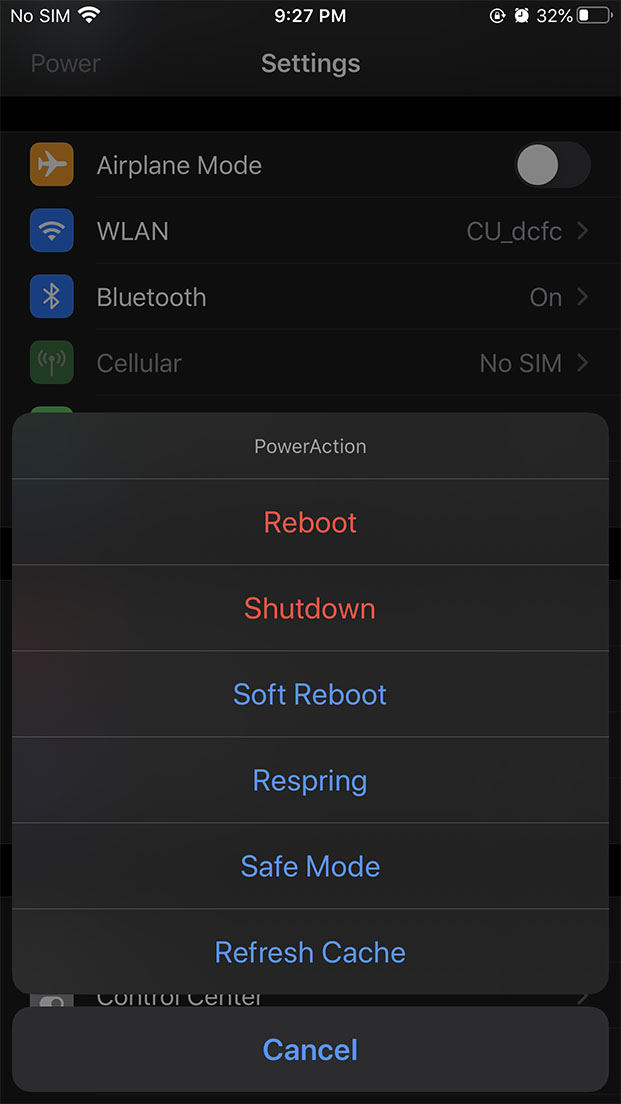 No SIM 9:27 PM 32%
Power Settings
Airplane Mode
WLAN CU_dcfc
Bluetooth On
Cellular No SIM
PowerAction
Reboot
Shutdown
Soft Reboot
Respring
Safe Mode
Refresh Cache
Control Center
Cancel